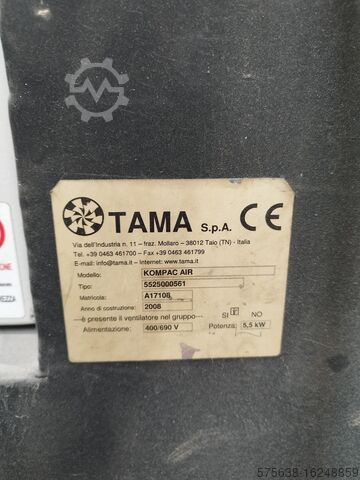 TAMA S.p.A. CE
Via dell'Industria n. 11 – fraz. Mollaro - 38012 Taio (TN) - Italia
Tel. +39 0463 461700 – Fax +39 0463 461799
E-mail: info@tama.it – Internet: www.tama.it
Modello: KOMPAC AIR
Tipo: 5525000561
Matricola: A17108
Anno di costruzione: 2008
è presente il ventilatore nel gruppo SI NO
Alimentazione: 400/690 V Potenza: 5,5 kW
575638-16248859